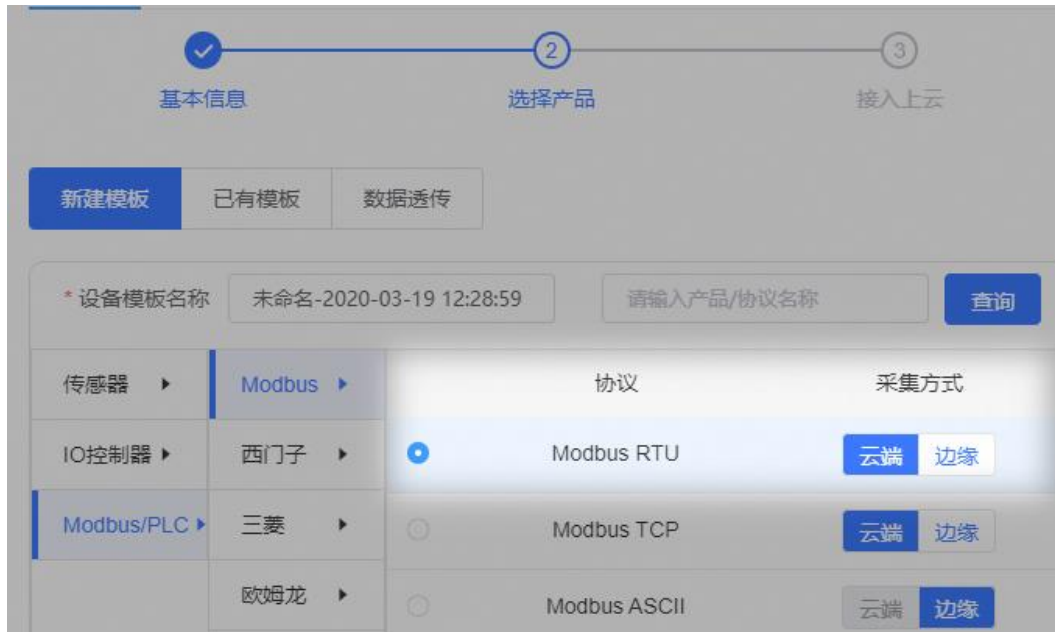 2 3
基本信息 选择产品 接入上云
新建模板 已有模板 数据透传
* 设备模板名称 未命名-2020-03-19 12:28:59 请输入产品/协议名称 查询
传感器 Modbus 协议 采集方式
IO控制器 西门子 Modbus RTU 云端 边缘
Modbus/PLC 三菱 Modbus TCP 云端 边缘
欧姆龙 Modbus ASCII 云端 边缘